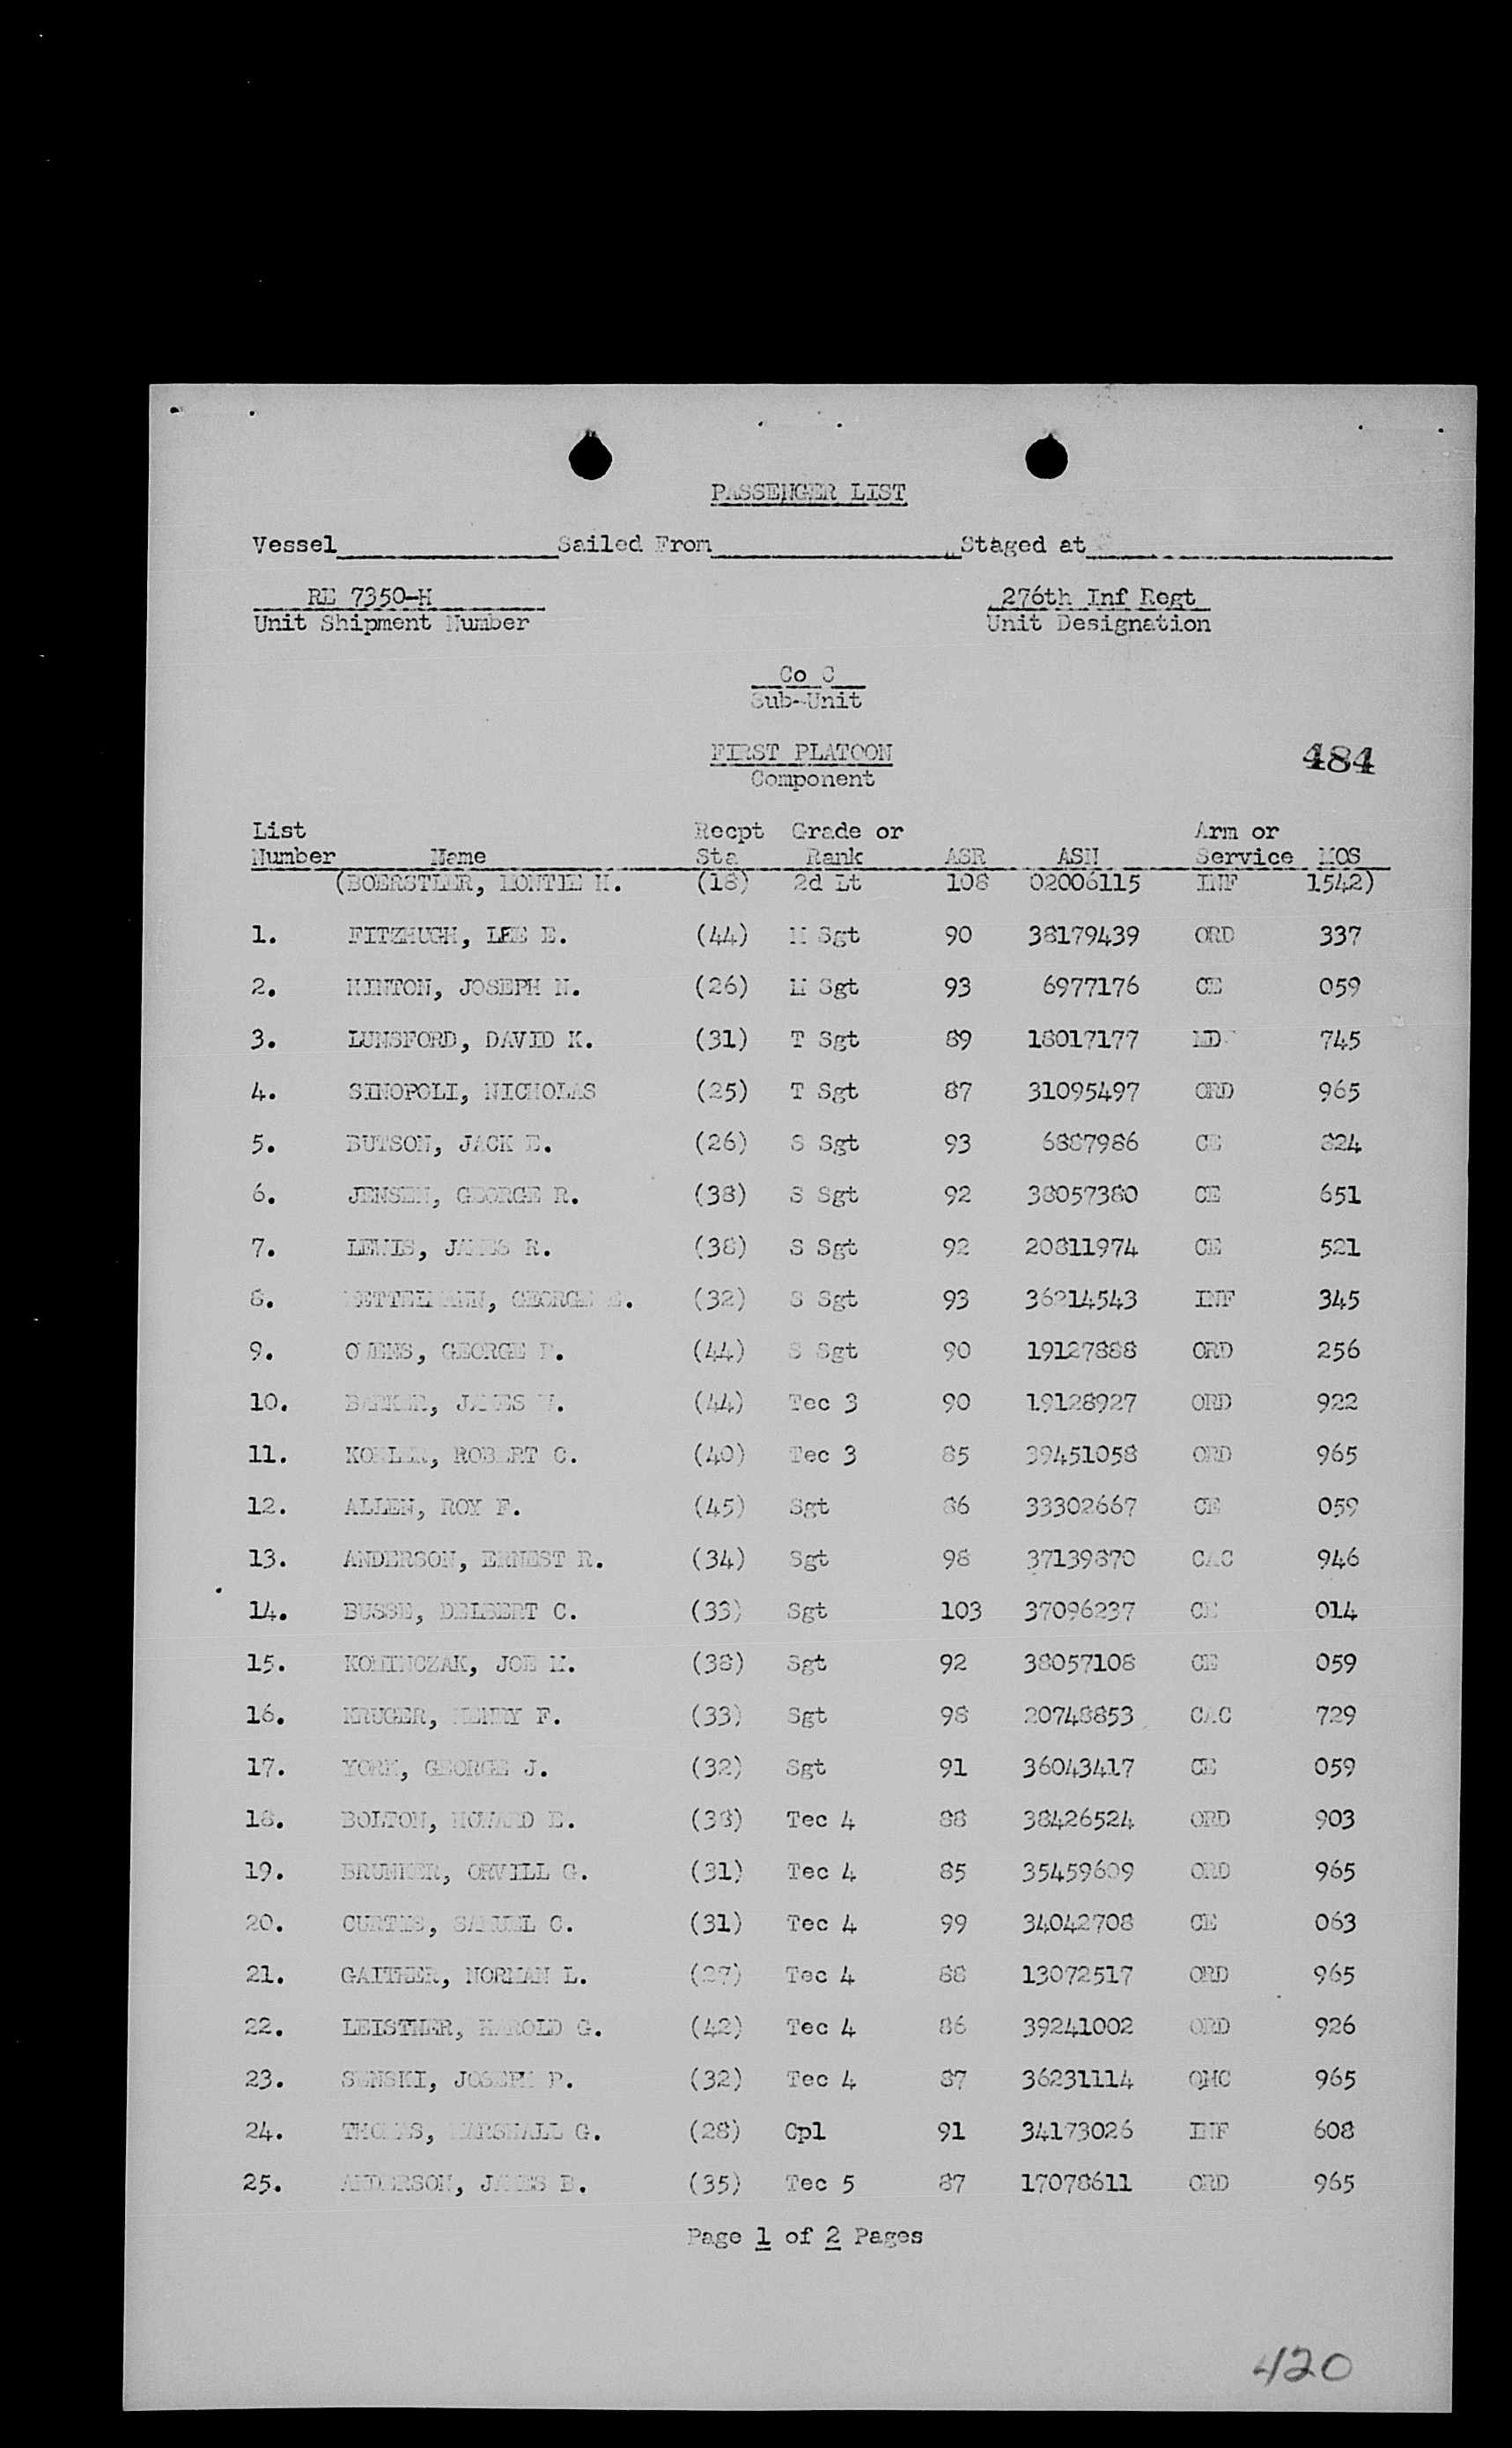 PASSENGER LIST
Vessel Sailed From Staged at
RE 7350-H 276th Inf Regt
Unit Shipment Number Unit Designation
Co C
Sub-Unit
FIRST PLATOON 484
Component
List Recpt Grade or Arm or
Number Name Sta Rank ASR ASN Service MOS
(BOERSTLER, MONTIE H. (18) 2d Lt 108 02006115 INF 1542)
1. FITZHUGH, LEE E. (44) M Sgt 90 38179439 ORD 337
2. HINTON, JOSEPH N. (26) M Sgt 93 6977176 CE 059
3. LUNSFORD, DAVID K. (31) T Sgt 89 18017177 MD 745
4. SINOPOLI, NICHOLAS (25) T Sgt 87 31095497 ORD 965
5. BUTSON, JACK E. (26) S Sgt 93 6887986 CE 824
6. JENSEN, GEORGE R. (38) S Sgt 92 38057380 CE 651
7. LEWIS, JAMES R. (38) S Sgt 92 20811974 CE 521
8. GEORGE (32) S Sgt 93 36214543 INF 345
9. OWENS, GEORGE (44) S Sgt 90 19127888 ORD 256
10. BARKER, JAMES (44) Tec 3 90 19128927 ORD 922
11. KOHLER, ROBERT C. (40) Tec 3 85 39451058 ORD 965
12. ALLEN, ROY F. (45) Sgt 86 33302667 CE 059
13. ANDERSON, ERNEST R. (34) Sgt 98 37139870 CAC 946
14. BUSSE, DELBERT C. (33) Sgt 103 37096237 CE 014
15. KOMINCZAK, JOE M. (38) Sgt 92 38057108 CE 059
16. KRUGER, HENRY F. (33) Sgt 98 20748853 CAC 729
17. YORK, GEORGE J. (32) Sgt 91 36043417 CE 059
18. BOLTON, HOWARD E. (38) Tec 4 88 38426524 ORD 903
19. BRUNKER, ORVILL G. (31) Tec 4 85 35459609 ORD 965
20. CURTIS, SAMUEL C. (31) Tec 4 99 34042708 CE 063
21. GAITHER, NORMAN L. (27) Tec 4 88 13072517 ORD 965
22. LEISTNER, HAROLD G. (42) Tec 4 86 39241002 ORD 926
23. SENSKI, JOSEPH P. (32) Tec 4 87 36231114 QMC 965
24. THOMAS, MARSHALL G. (28) Cpl 91 34173026 INF 608
25. ANDERSON, JAMES B. (35) Tec 5 87 17078611 ORD 965
Page 1 of 2 Pages
420